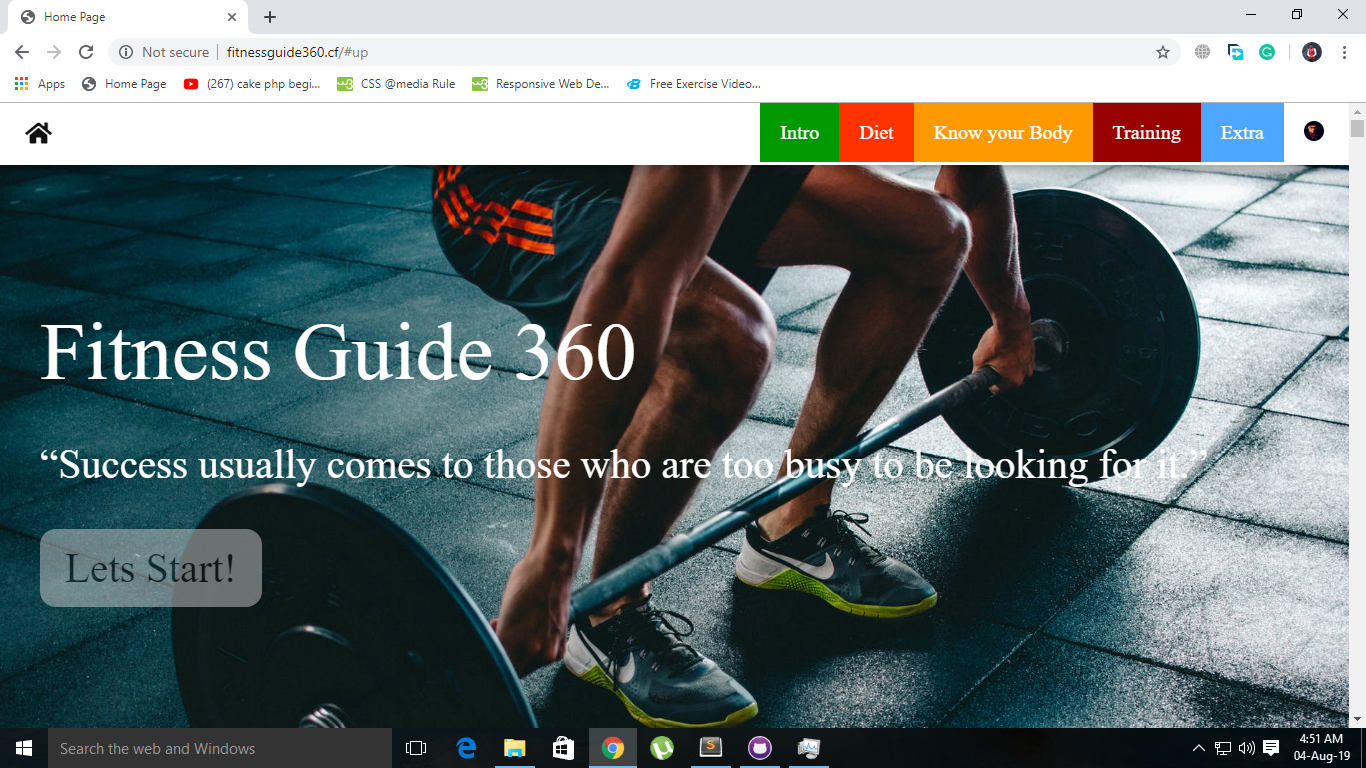 Home Page
Not secure
fitnessguide360.cf/#up
Apps
Home Page
(267) cake php begi...
CSS @media Rule
Responsive Web De...
Free Exercise Video...
Intro
Diet
Know your Body
Training
Extra
Fitness Guide 360
“Success usually comes to those who are too busy to be looking for it.”
Lets Start!
Search the web and Windows
4:51 AM
04-Aug-19